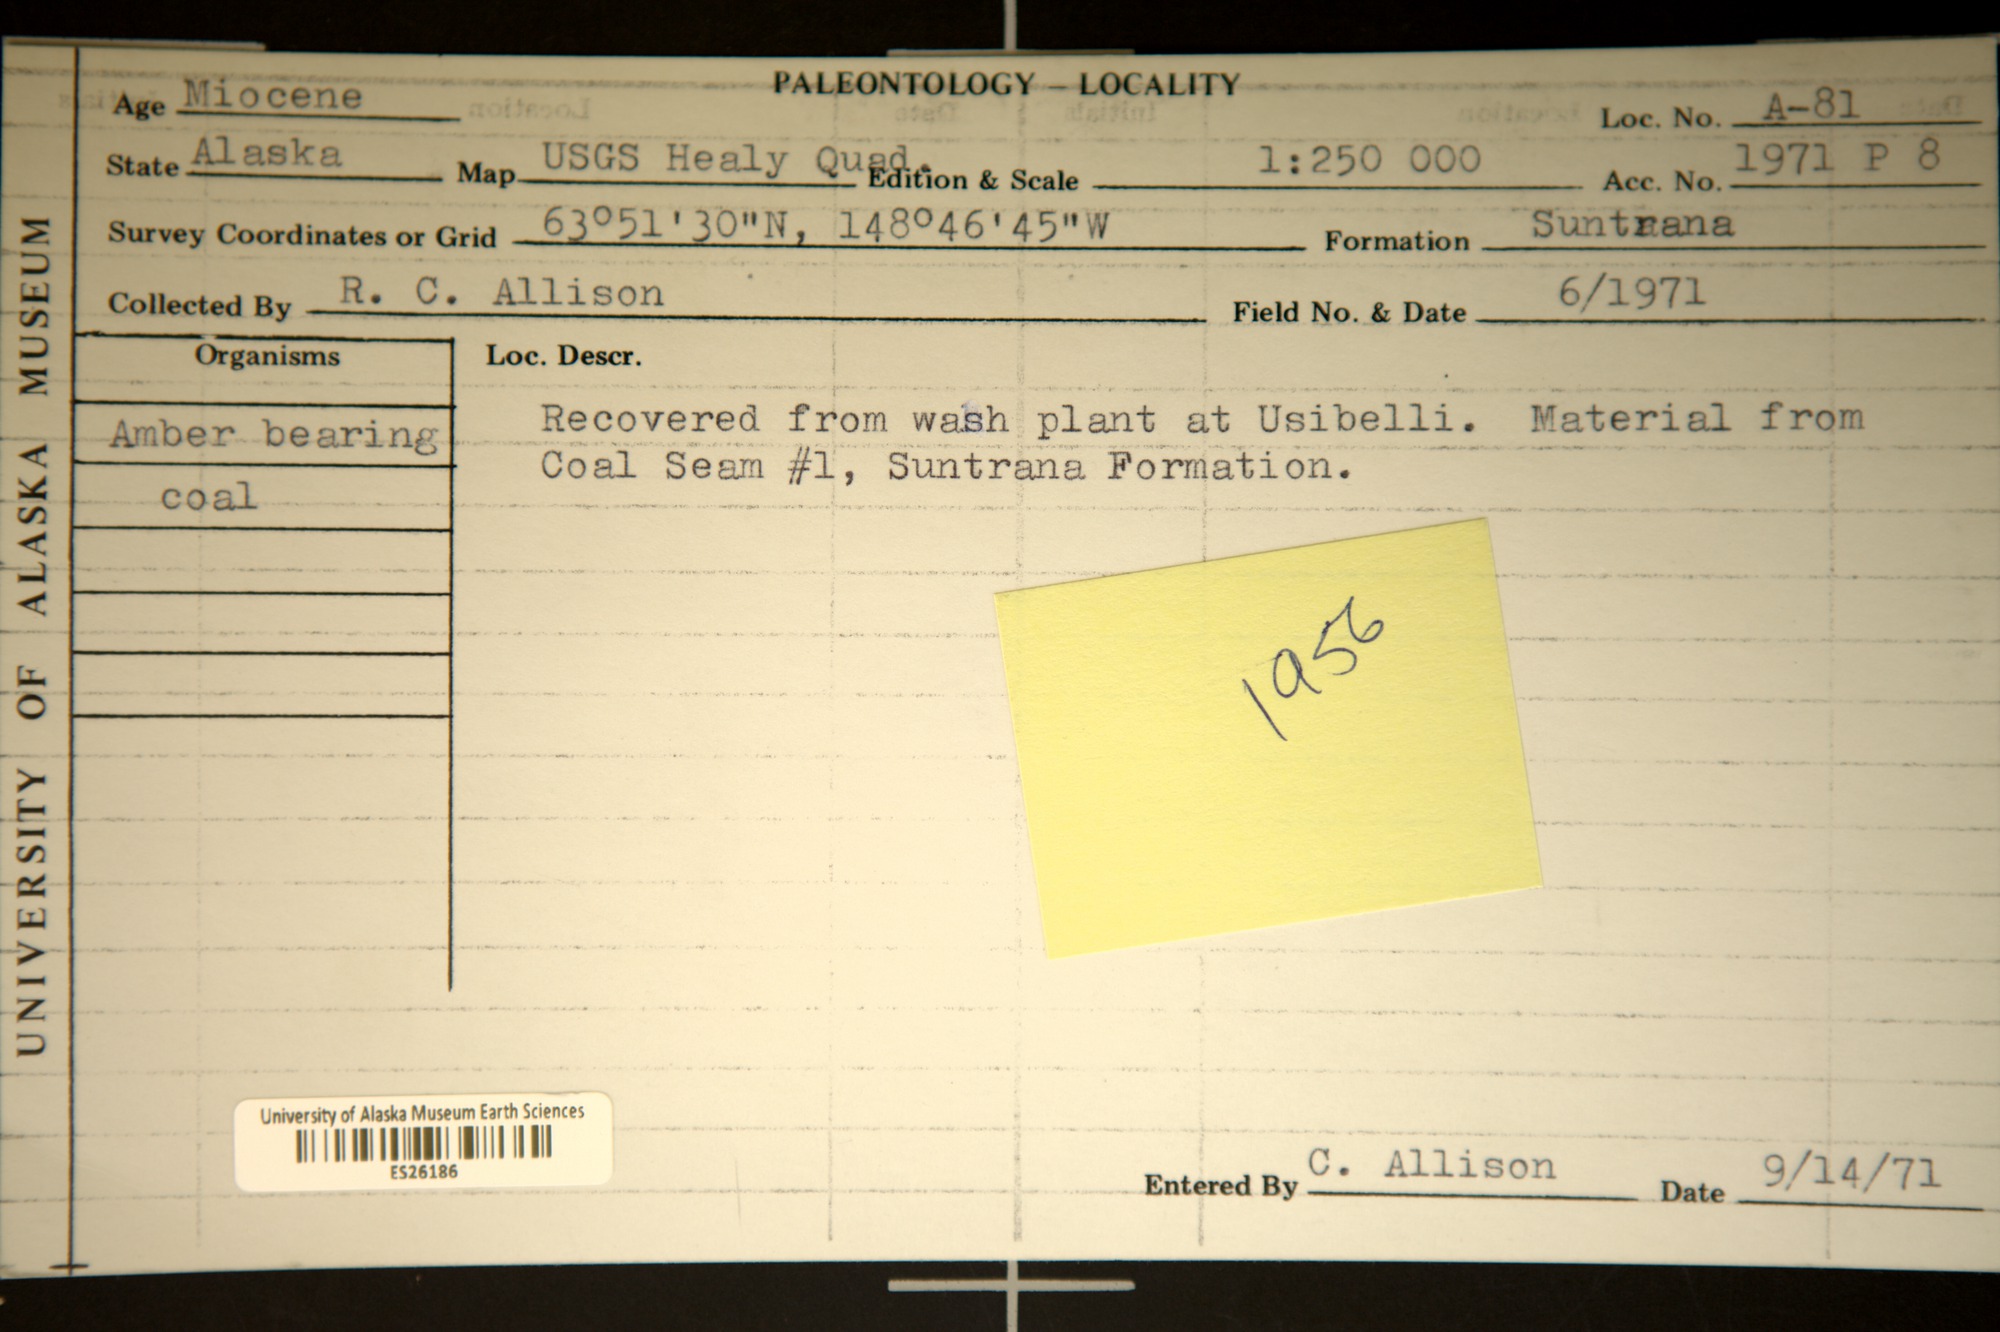 PALEONTOLOGY – LOCALITY
Age Miocene
Loc. No. A-81
State Alaska Map USGS Healy Quad. Edition & Scale 1:250 000 Acc. No. 1971 P 8
Survey Coordinates or Grid 63°51'30"N, 148°46'45"W Formation Suntrana
Collected By R. C. Allison Field No. & Date 6/1971
Organisms
Amber bearing
coal
Loc. Descr.
Recovered from wash plant at Usibelli. Material from
Coal Seam #1, Suntrana Formation.
1956
UNIVERSITY OF ALASKA MUSEUM
University of Alaska Museum Earth Sciences
ES26186
Entered By C. Allison Date 9/14/71